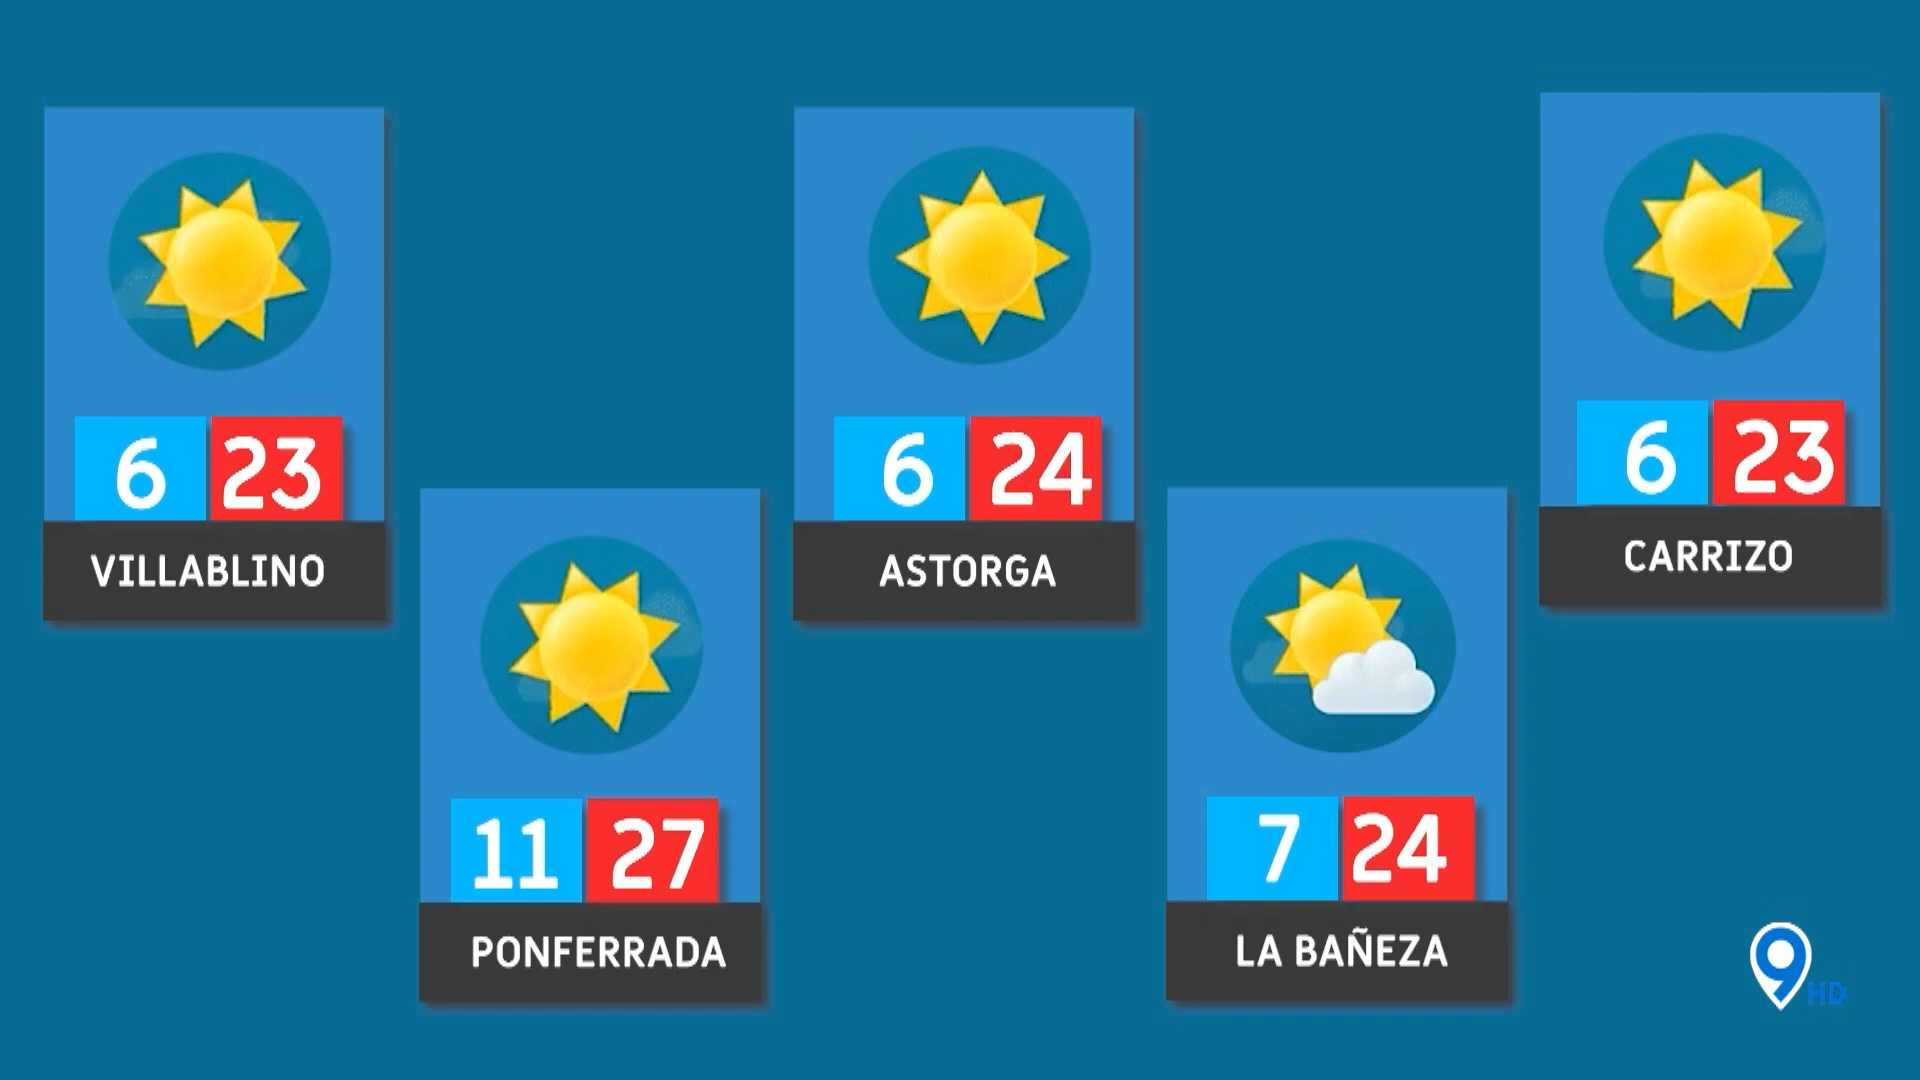 6 23
VILLABLINO
11 27
PONFERRADA
6 24
ASTORGA
7 24
LA BAÑEZA
6 23
CARRIZO
9 HD